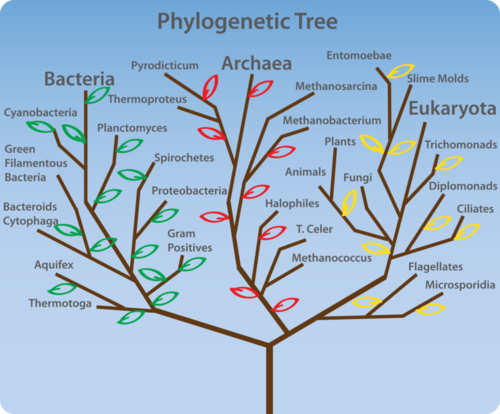 Phylogenetic Tree
Bacteria
Cyanobacteria
Green
Filamentous
Bacteria
Bacteroids
Cytophaga
Aquifex
Thermotoga
Planctomyces
Spirochetes
Proteobacteria
Gram
Positives
Archaea
Pyrodicticum
Thermoproteus
Methanosarcina
Methanobacterium
Halophiles
T. Celer
Methanococcus
Eukaryota
Entomoebae
Slime Molds
Plants
Animals
Fungi
Trichomonads
Diplomonads
Ciliates
Flagellates
Microsporidia